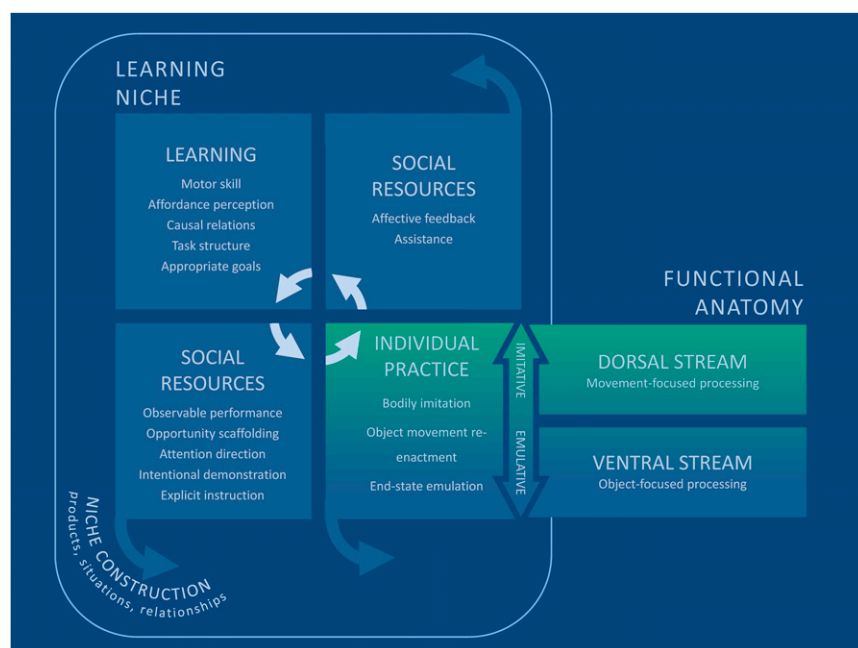 LEARNING
NICHE
LEARNING
Motor skill
Affordance perception
Causal relations
Task structure
Appropriate goals
SOCIAL
RESOURCES
Affective feedback
Assistance
SOCIAL
RESOURCES
Observable performance
Opportunity scaffolding
Attention direction
Intentional demonstration
Explicit instruction
INDIVIDUAL
PRACTICE
Bodily imitation
Object movement re-
enactment
End-state emulation
IMITATIVE
EMULATIVE
FUNCTIONAL
ANATOMY
DORSAL STREAM
Movement-focused processing
VENTRAL STREAM
Object-focused processing
NICHE CONSTRUCTION
products, situations, relationships